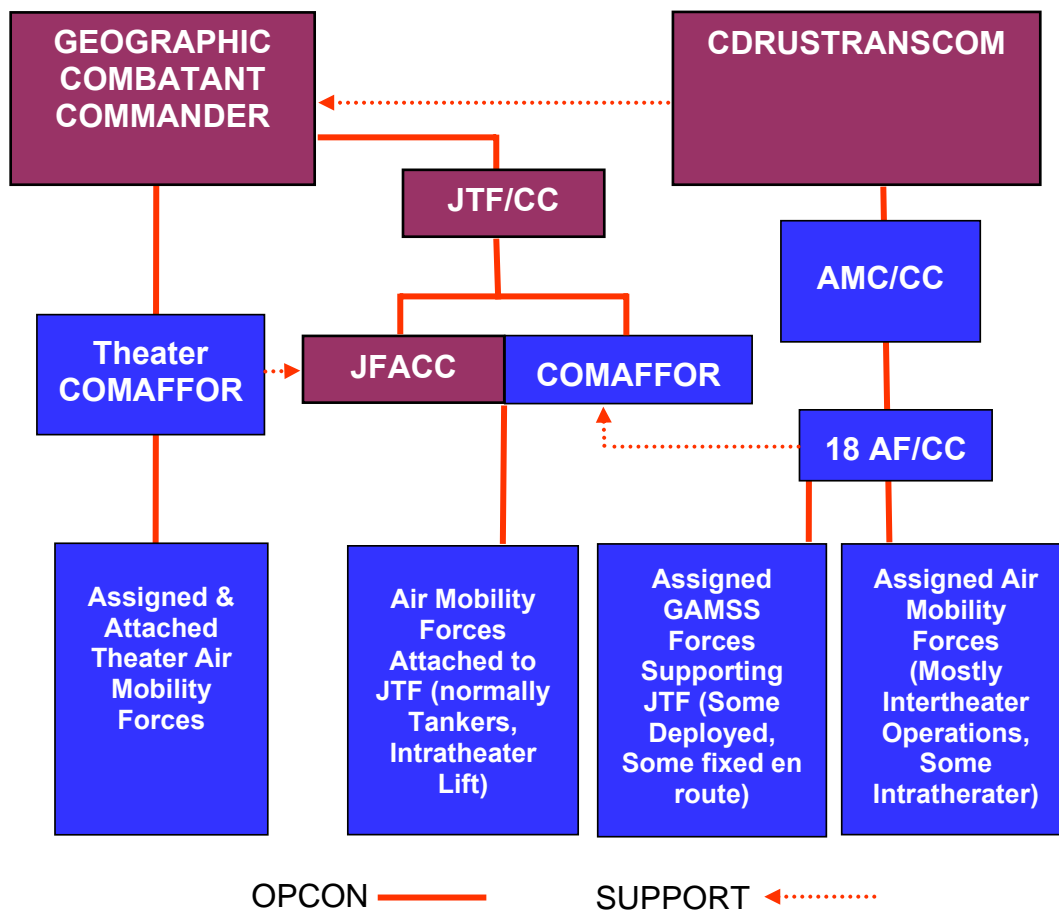 GEOGRAPHIC
COMBATANT
COMMANDER
CDRUSTRANSCOM
JTF/CC
AMC/CC
Theater
COMAFFOR
JFACC
COMAFFOR
18 AF/CC
Assigned &
Attached
Theater Air
Mobility
Forces
Air Mobility
Forces
Attached to
JTF (normally
Tankers,
Intratheater
Lift)
Assigned
GAMSS
Forces
Supporting
JTF (Some
Deployed,
Some fixed en
route)
Assigned Air
Mobility
Forces
(Mostly
Intertheater
Operations,
Some
Intratherater)
OPCON
SUPPORT